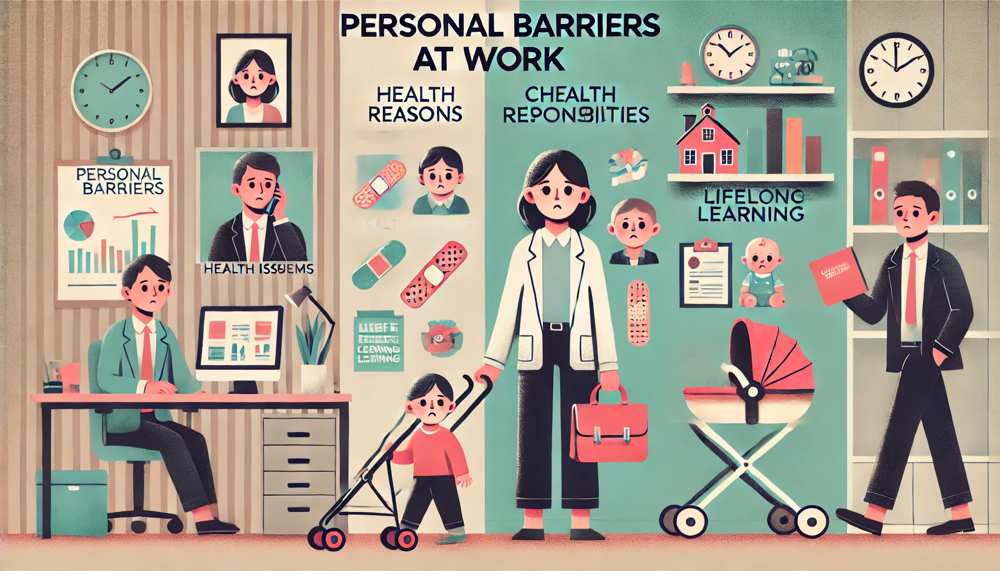 PERSONAL BARRIERS
AT WORK
HEALTH
REASONS
CHEALTH
REPONSBIITIES
PERSONAL
BARRIERS
HEALTH ISSUEMS
LIFELONG
LEARNING